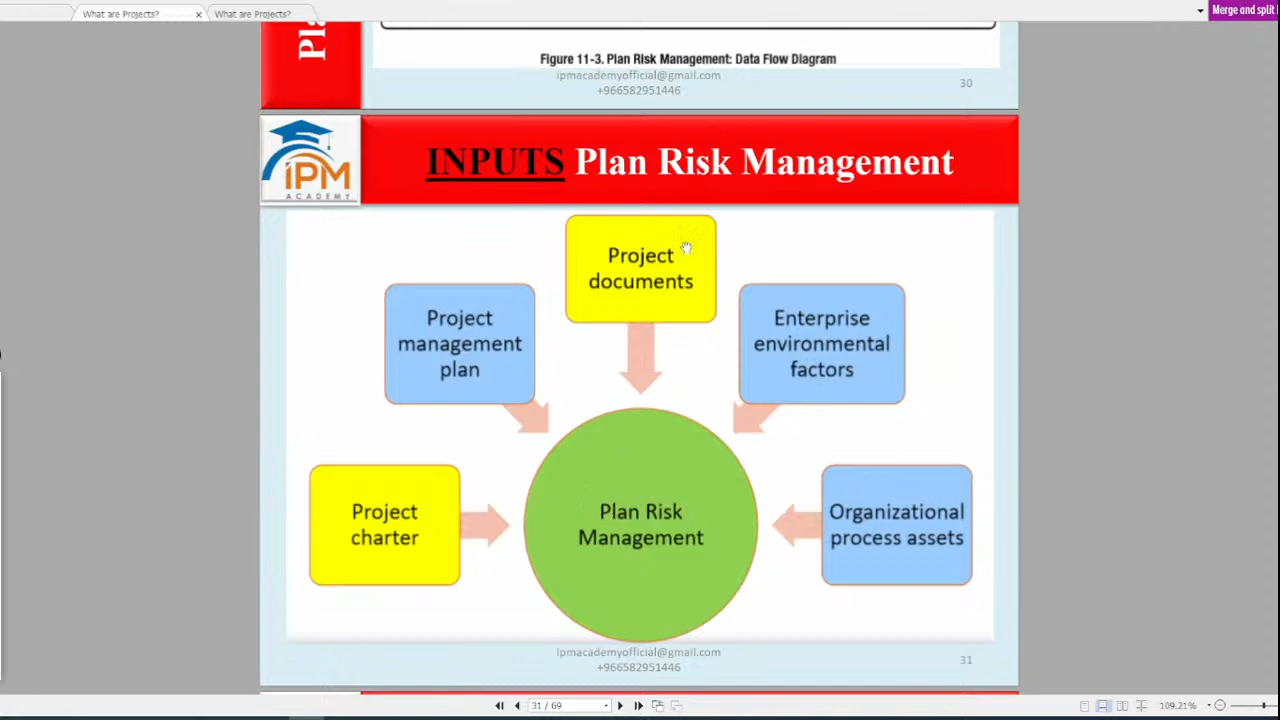 What are Projects? x
What are Projects?
Merge and split
Figure 11-3. Plan Risk Management: Data Flow Diagram
ipmacademyofficial@gmail.com
+966582951446
30
iPM
ACADEMY
INPUTS Plan Risk Management
Project
documents
Project
management
plan
Enterprise
environmental
factors
Project
charter
Plan Risk
Management
Organizational
process assets
ipmacademyofficial@gmail.com
+966582951446
31
31 / 69
109.21%